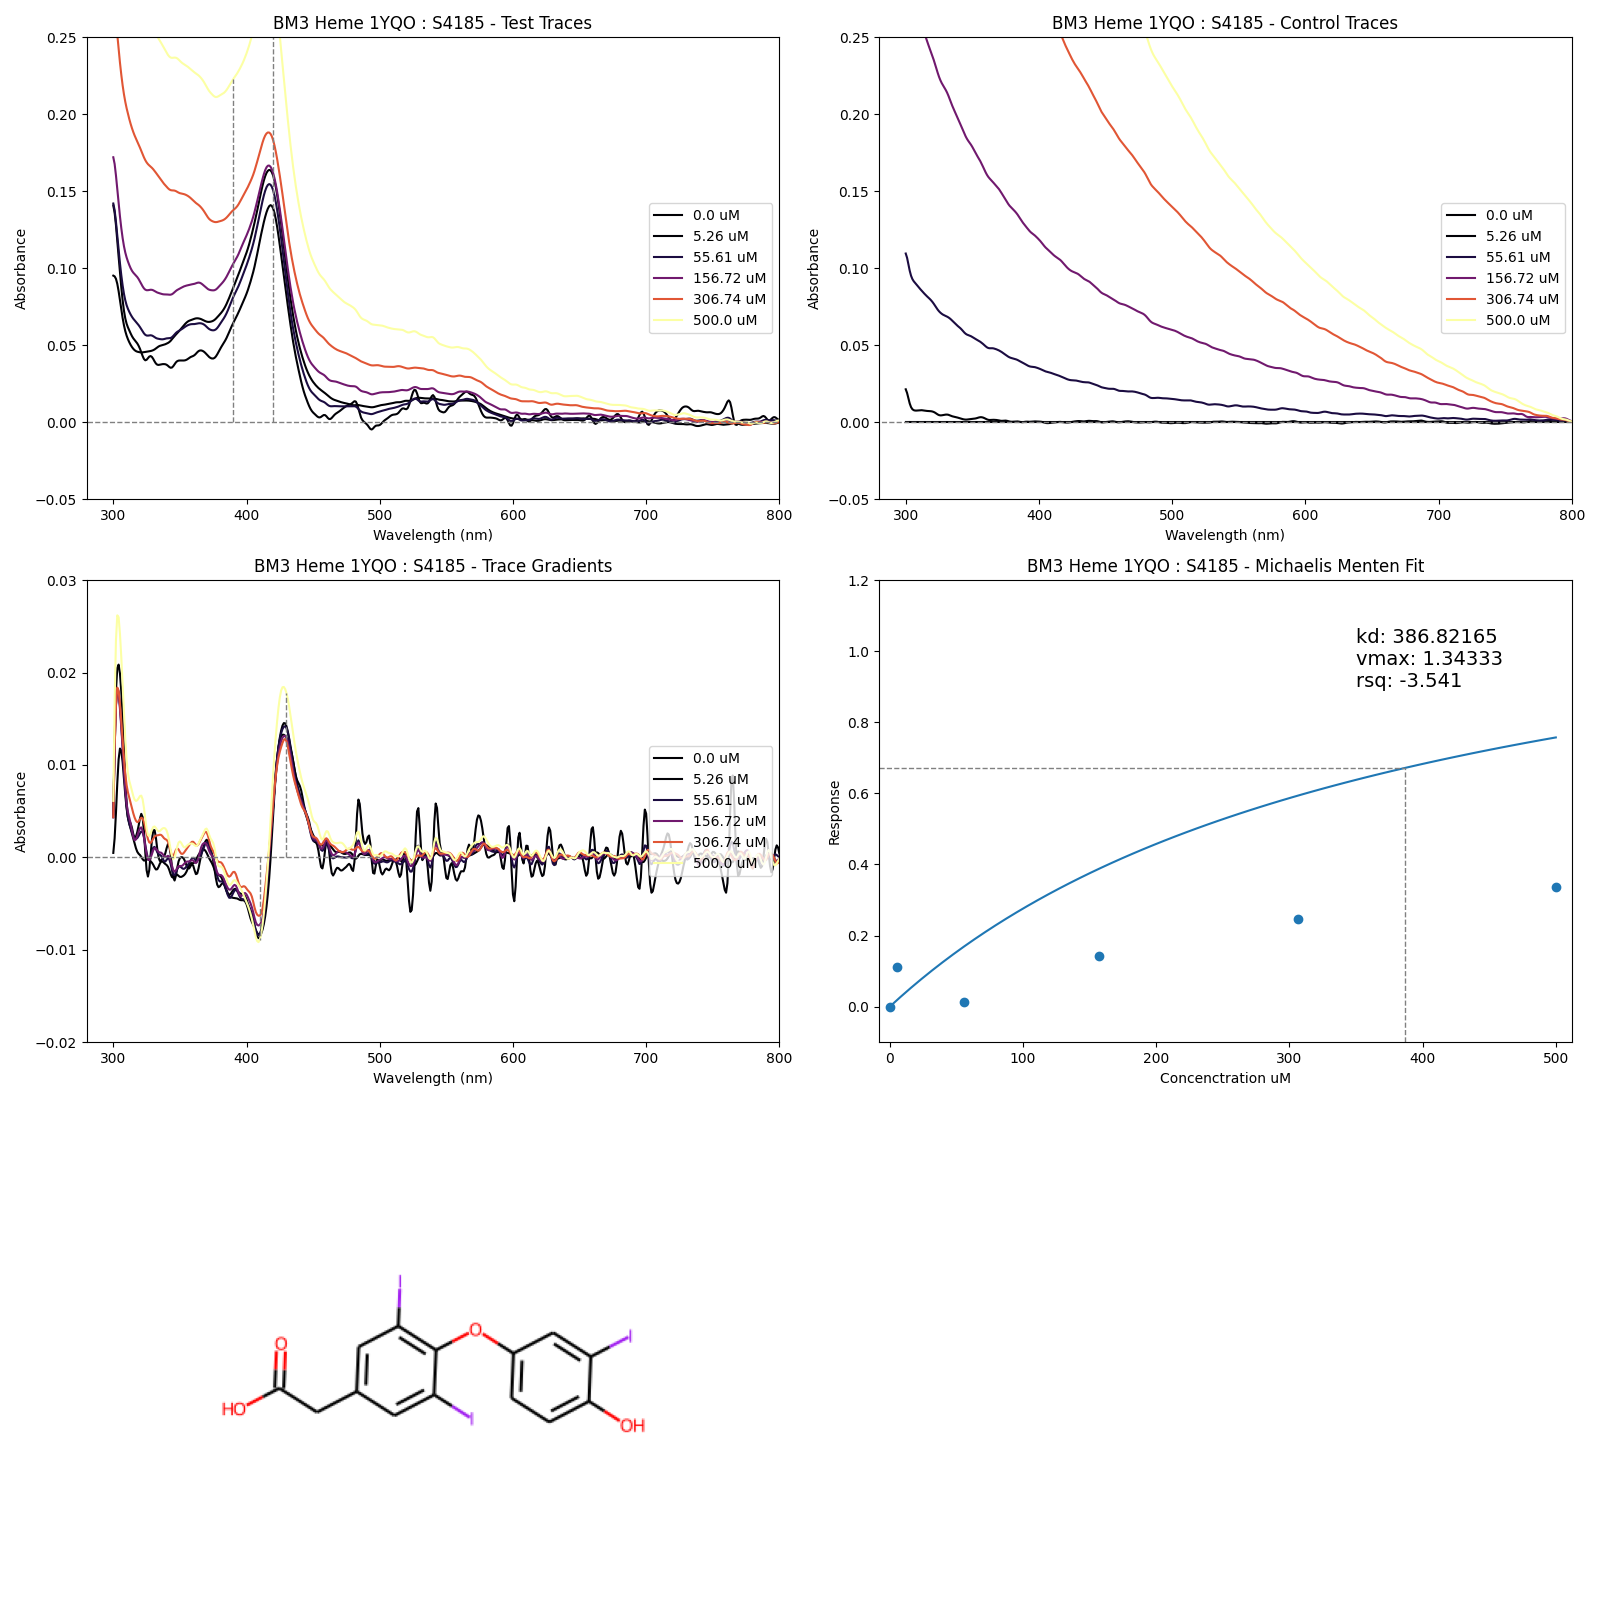 BM3 Heme 1YQO : S4185 - Test Traces
0.25
0.20
0.15
0.10
0.05
0.00
−0.05
Absorbance
300 400 500 600 700 800
Wavelength (nm)
0.0 uM
5.26 uM
55.61 uM
156.72 uM
306.74 uM
500.0 uM
BM3 Heme 1YQO : S4185 - Control Traces
0.25
0.20
0.15
0.10
0.05
0.00
−0.05
Absorbance
300 400 500 600 700 800
Wavelength (nm)
0.0 uM
5.26 uM
55.61 uM
156.72 uM
306.74 uM
500.0 uM
BM3 Heme 1YQO : S4185 - Trace Gradients
0.03
0.02
0.01
0.00
−0.01
−0.02
Absorbance
300 400 500 600 700 800
Wavelength (nm)
0.0 uM
5.26 uM
55.61 uM
156.72 uM
306.74 uM
500.0 uM
BM3 Heme 1YQO : S4185 - Michaelis Menten Fit
1.2
1.0
0.8
0.6
0.4
0.2
0.0
Response
kd: 386.82165
vmax: 1.34333
rsq: -3.541
0 100 200 300 400 500
Concenctration uM
I
O
O
I
HO
I
OH